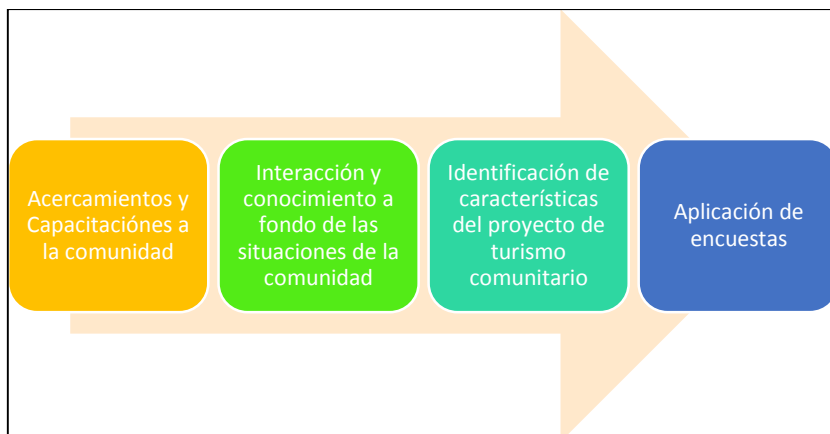 Acercamientos y
Capacitaciónes a
la comunidad
Interacción y
conocimiento a
fondo de las
situaciones de la
comunidad
Identificación de
características
del proyecto de
turismo
comunitario
Aplicación de
encuestas